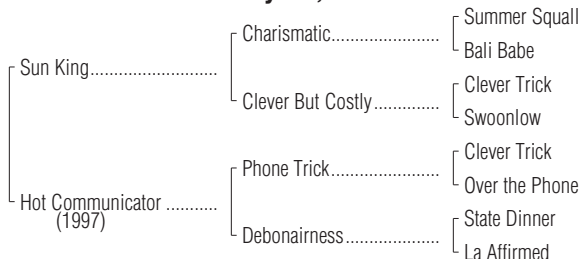 Summer Squall
Charismatic....................
Bali Babe
Sun King........................
Clever Trick
Clever But Costly..............
Swoonlow
Clever Trick
Phone Trick....................
Over the Phone
Hot Communicator ...........
(1997)
State Dinner
Debonairness..................
La Affirmed